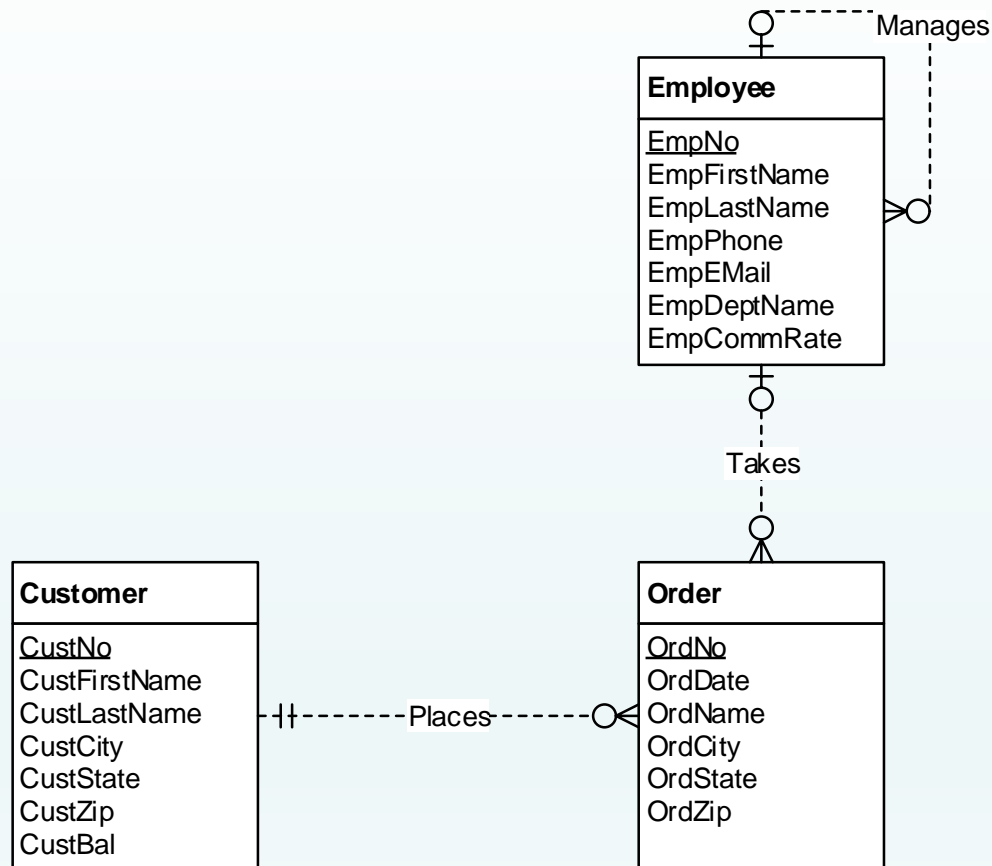 Manages
Employee
EmpNo
EmpFirstName
EmpLastName
EmpPhone
EmpEMail
EmpDeptName
EmpCommRate
Takes
Customer
CustNo
CustFirstName
CustLastName
CustCity
CustState
CustZip
CustBal
Places
Order
OrdNo
OrdDate
OrdName
OrdCity
OrdState
OrdZip